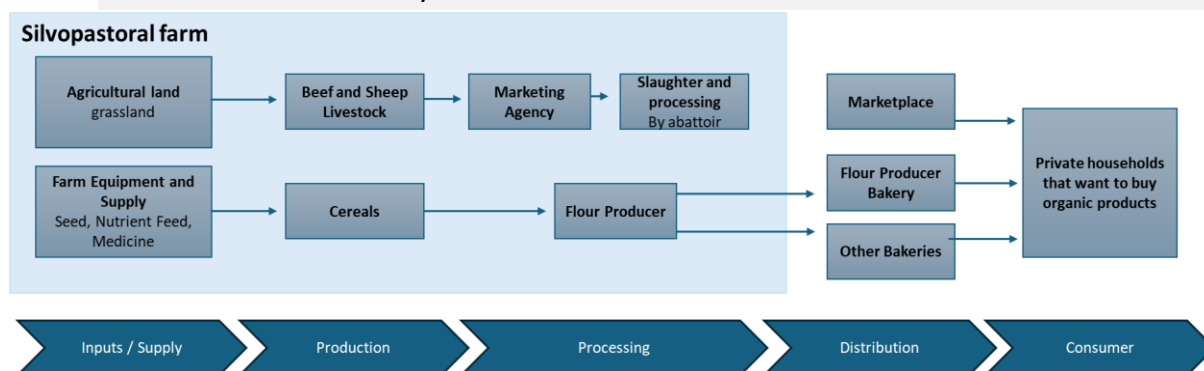 Silvopastoral farm
Agricultural land
grassland
Beef and Sheep
Livestock
Marketing
Agency
Slaughter and
processing
By abattoir
Marketplace
Farm Equipment and
Supply
Seed, Nutrient Feed,
Medicine
Cereals
Flour Producer
Flour Producer
Bakery
Other Bakeries
Private households
that want to buy
organic products
Inputs / Supply
Production
Processing
Distribution
Consumer